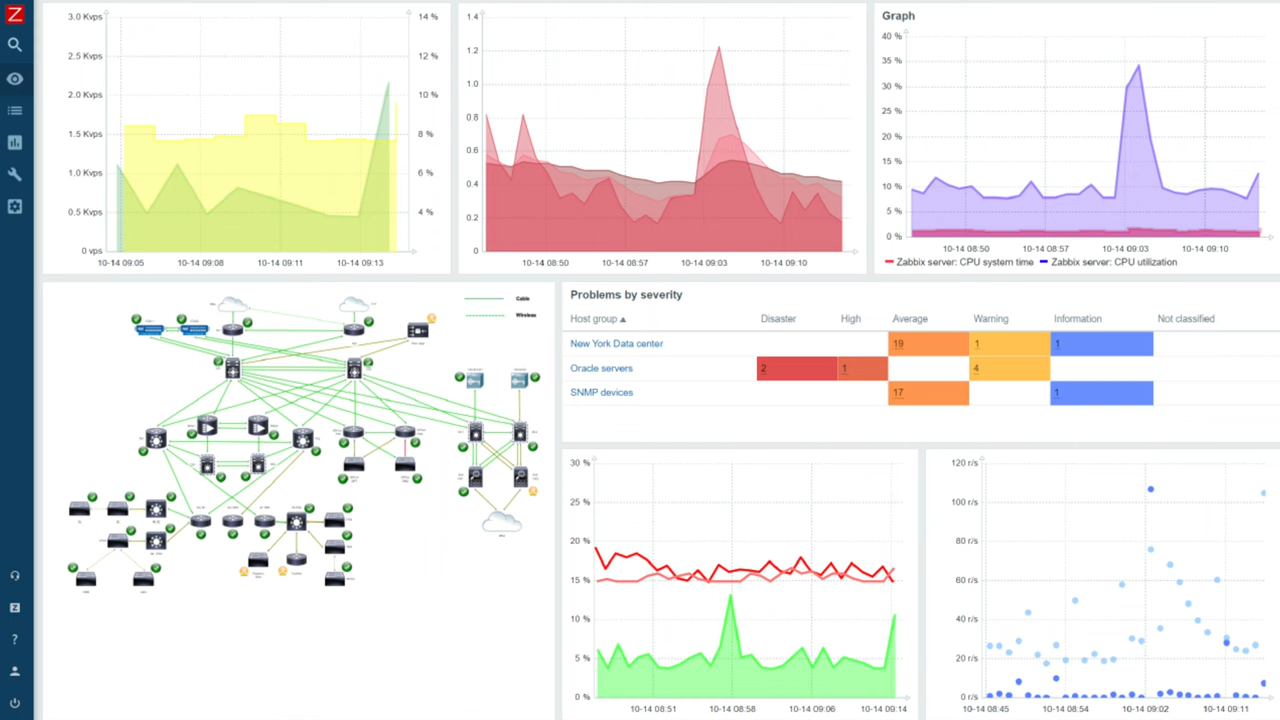 Z
3.0 Kvps
2.5 Kvps
2.0 Kvps
1.5 Kvps
1.0 Kvps
0.5 Kvps
0 vps
14 %
12 %
10 %
8 %
6 %
4 %
10-14 09:05 10-14 09:08 10-14 09:11 10-14 09:13
1.4
1.2
1.0
0.8
0.6
0.4
0.2
0
10-14 08:50 10-14 08:57 10-14 09:03 10-14 09:10
Graph
40 %
35 %
30 %
25 %
20 %
15 %
10 %
5 %
0 %
10-14 08:50 10-14 08:57 10-14 09:03 10-14 09:10
Zabbix server: CPU system time Zabbix server: CPU utilization
Cable
Wireless
Problems by severity
Host group ▲ Disaster High Average Warning Information Not classified
New York Data center 19 1 1
Oracle servers 2 1 4
SNMP devices 17 1
30 %
25 %
20 %
15 %
10 %
5 %
0 %
10-14 08:51 10-14 08:58 10-14 09:06 10-14 09:14
120 r/s
100 r/s
80 r/s
60 r/s
40 r/s
20 r/s
0 r/s
10-14 08:45 10-14 08:54 10-14 09:02 10-14 09:11
Z
?